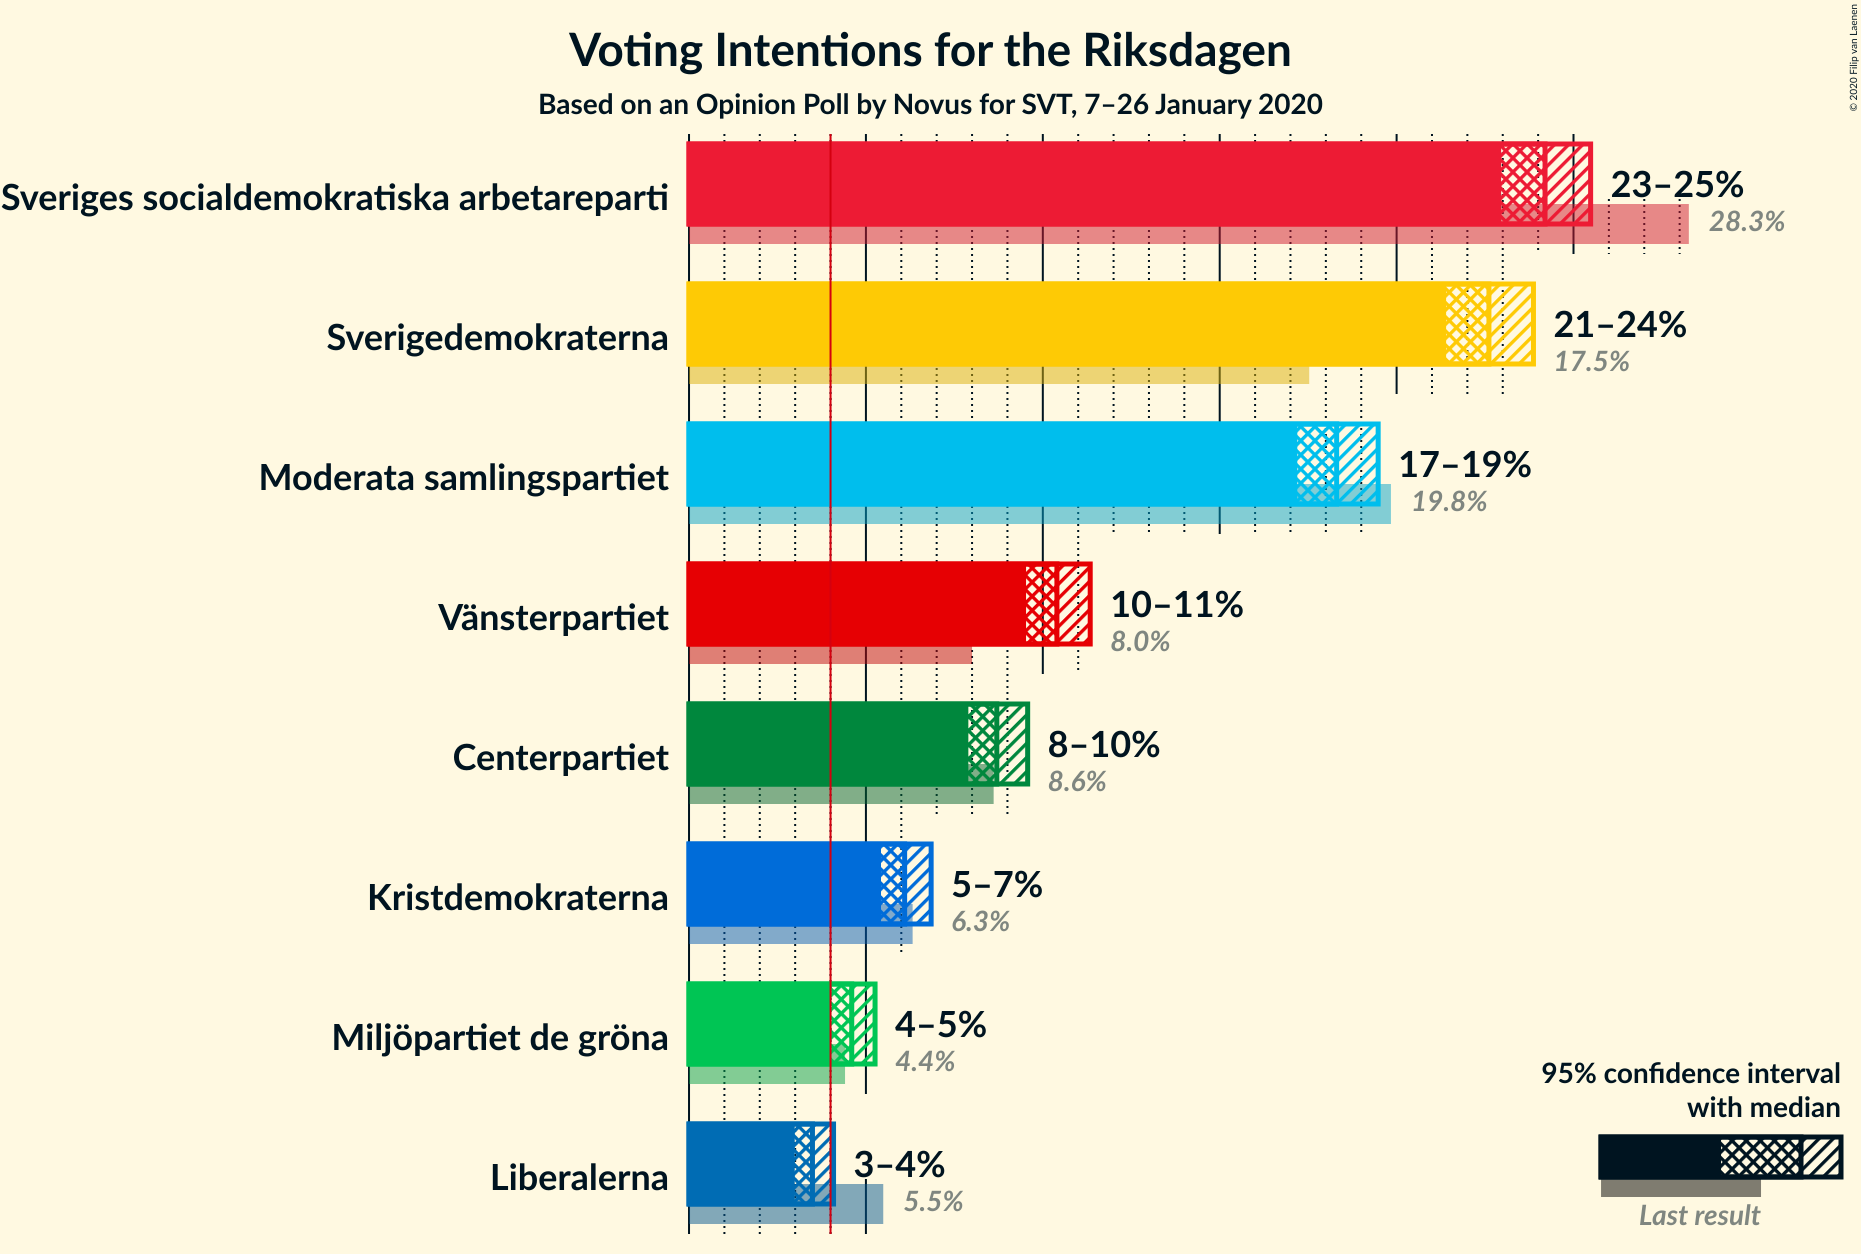 Voting Intentions for the Riksdagen
Based on an Opinion Poll by Novus for SVT, 7–26 January 2020
© 2020 Filip van Laenen
Sveriges socialdemokratiska arbetareparti
23–25%
28.3%
Sverigedemokraterna
21–24%
17.5%
Moderata samlingspartiet
17–19%
19.8%
Vänsterpartiet
10–11%
8.0%
Centerpartiet
8–10%
8.6%
Kristdemokraterna
5–7%
6.3%
Miljöpartiet de gröna
4–5%
4.4%
Liberalerna
3–4%
5.5%
95% confidence interval
with median
Last result